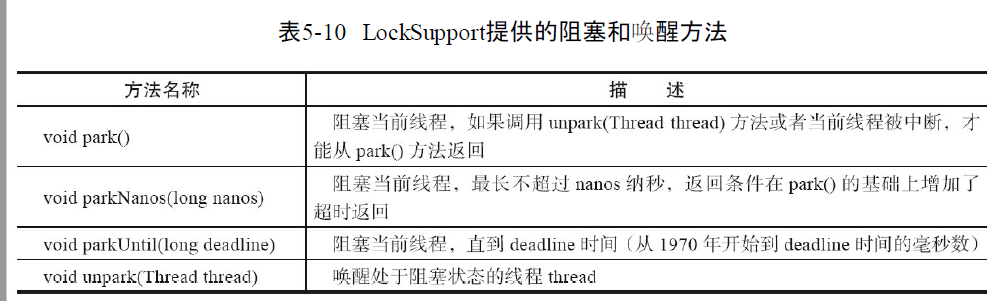 表5-10 LockSupport提供的阻塞和唤醒方法
方法名称 描 述
void park() 阻塞当前线程，如果调用 unpark(Thread thread) 方法或者当前线程被中断，才
能从 park() 方法返回
void parkNanos(long nanos) 阻塞当前线程，最长不超过 nanos 纳秒，返回条件在 park() 的基础上增加了
超时返回
void parkUntil(long deadline) 阻塞当前线程，直到 deadline 时间（从 1970 年开始到 deadline 时间的毫秒数）
void unpark(Thread thread) 唤醒处于阻塞状态的线程 thread